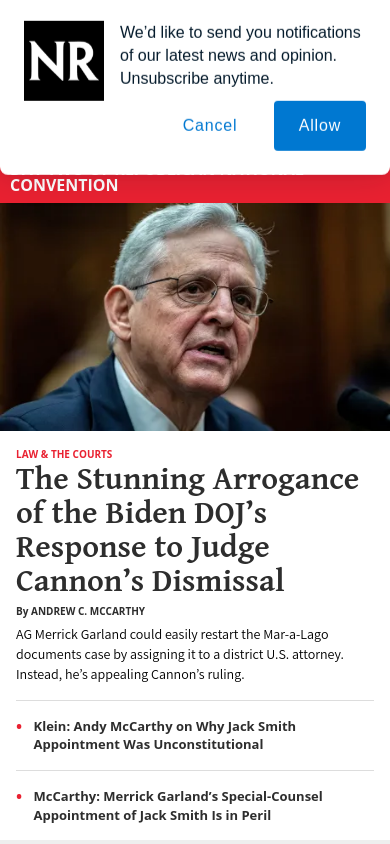 NR
We’d like to send you notifications
of our latest news and opinion.
Unsubscribe anytime.
Cancel
Allow
CONVENTION
LAW & THE COURTS
The Stunning Arrogance
of the Biden DOJ’s
Response to Judge
Cannon’s Dismissal
By ANDREW C. MCCARTHY
AG Merrick Garland could easily restart the Mar-a-Lago
documents case by assigning it to a district U.S. attorney.
Instead, he’s appealing Cannon’s ruling.
• Klein: Andy McCarthy on Why Jack Smith
Appointment Was Unconstitutional
• McCarthy: Merrick Garland’s Special-Counsel
Appointment of Jack Smith Is in Peril